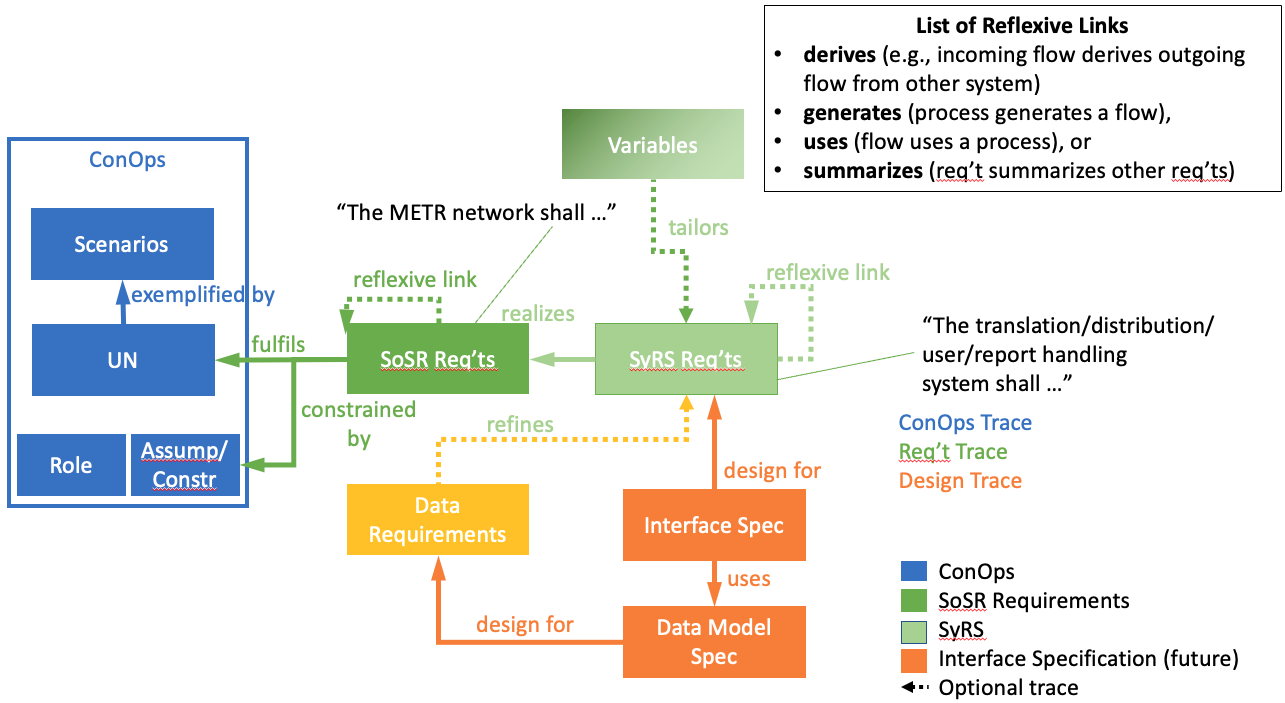 List of Reflexive Links
• derives (e.g., incoming flow derives outgoing
flow from other system)
• generates (process generates a flow),
• uses (flow uses a process), or
• summarizes (req't summarizes other req'ts)
Variables
ConOps
Scenarios
exemplified by
UN
Role
Assump/
Constr
“The METR network shall …”
tailors
reflexive link
reflexive link
realizes
fulfils
SoSR Req'ts
SyRS Req'ts
constrained
by
“The translation/distribution/
user/report handling
system shall …”
refines
design for
Data
Requirements
Interface Spec
uses
design for
Data Model
Spec
ConOps Trace
Req't Trace
Design Trace
ConOps
SoSR Requirements
SyRS
Interface Specification (future)
Optional trace